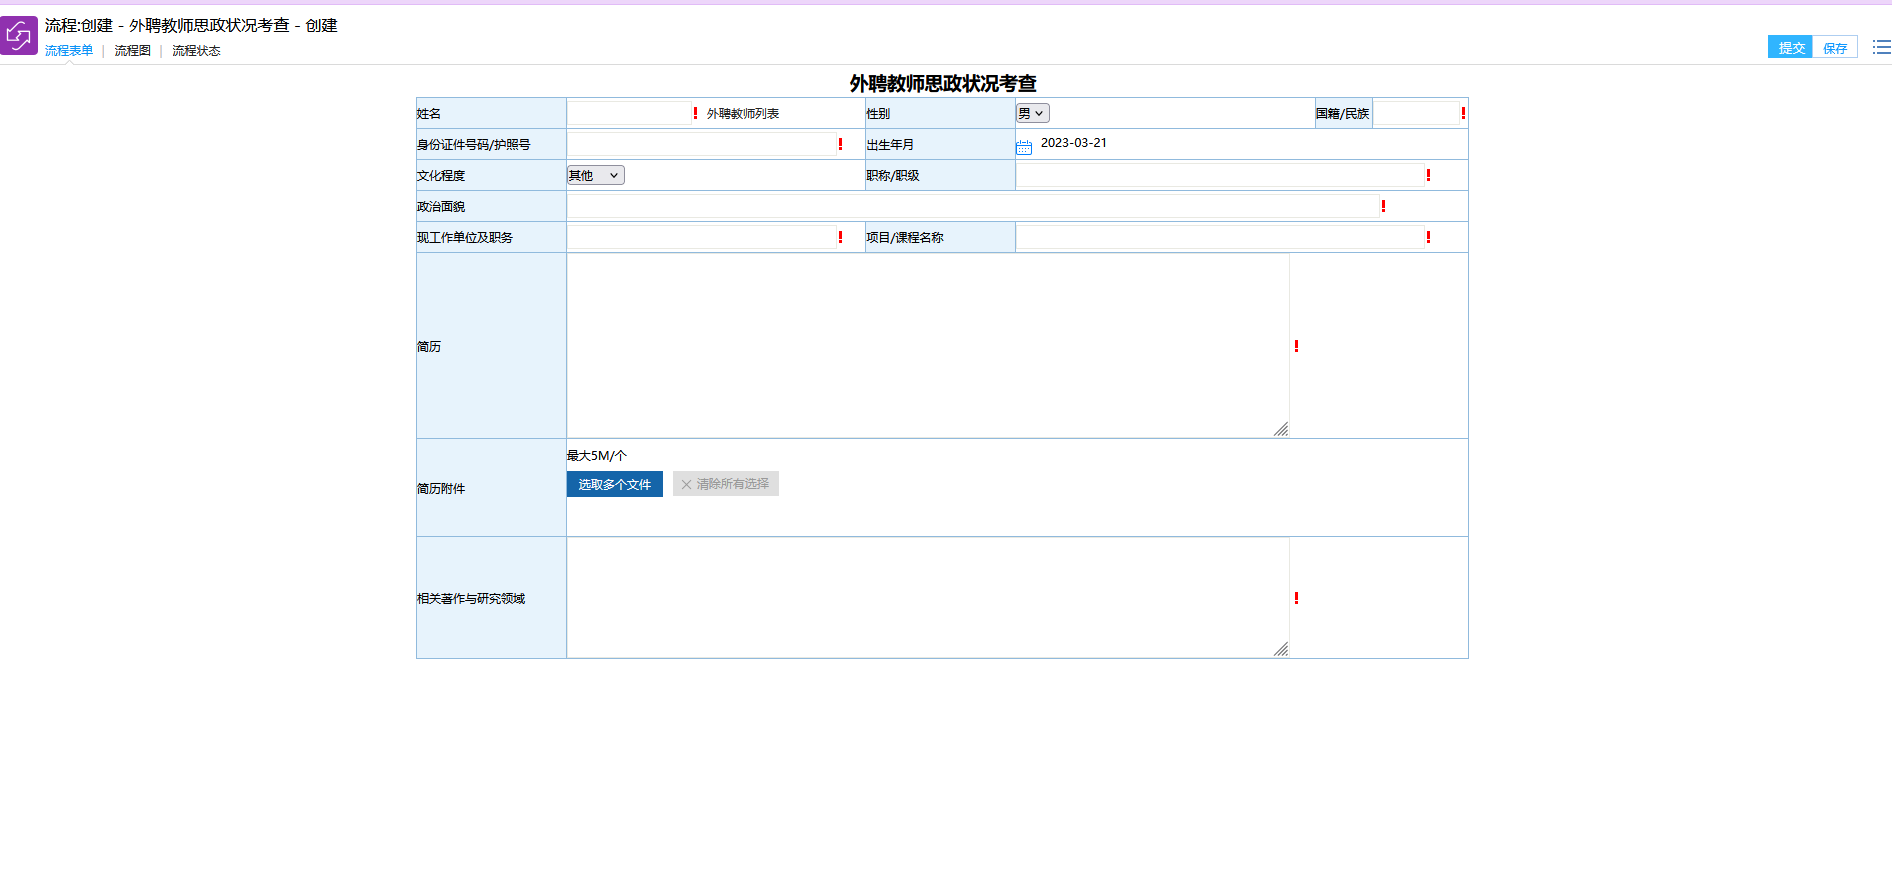 流程:创建 - 外聘教师思政状况考查 - 创建
流程表单 | 流程图 | 流程状态
提交 保存
外聘教师思政状况考查
姓名 ! 外聘教师列表 性别 男 国籍/民族 !
身份证件号码/护照号 ! 出生年月 2023-03-21
文化程度 其他 职称/职级 !
政治面貌 !
现工作单位及职务 ! 项目/课程名称 !
简历 !
最大5M/个
简历附件 选取多个文件 清除所有选择
相关著作与研究领域 !